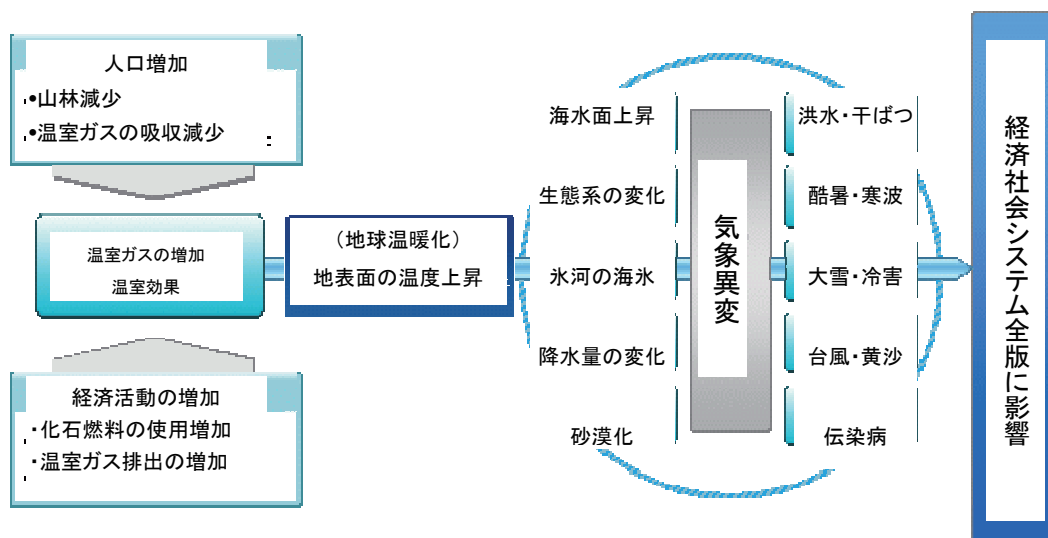 人口増加
•山林減少
•温室ガスの吸収減少
温室ガスの増加
温室効果
経済活動の増加
・化石燃料の使用増加
・温室ガス排出の増加
(地球温暖化)
地表面の温度上昇
海水面上昇
生態系の変化
氷河の海氷
降水量の変化
砂漠化
気象異変
洪水・干ばつ
酷暑・寒波
大雪・冷害
台風・黄沙
伝染病
経済社会システム全版に影響